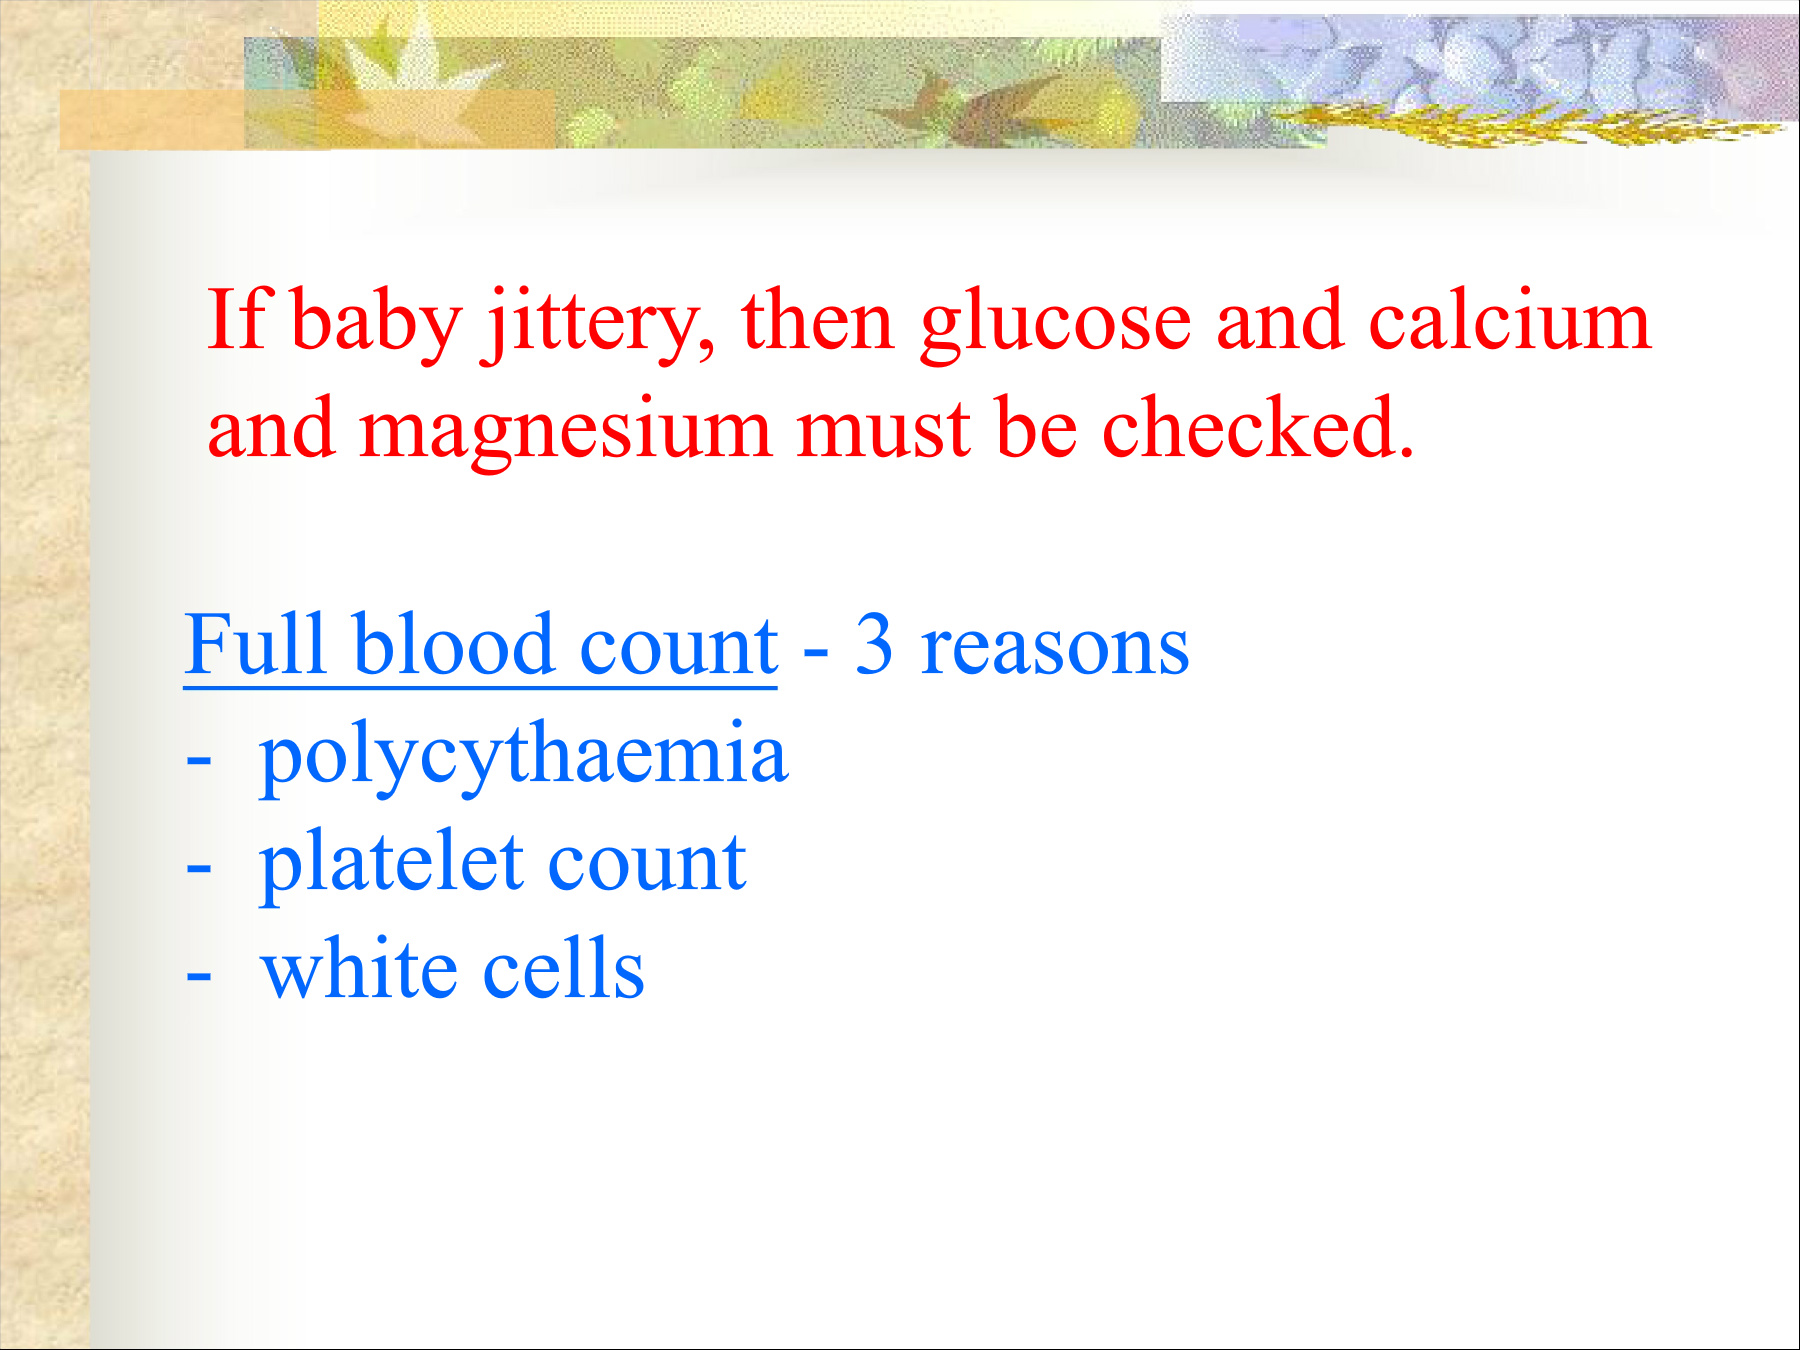 If baby jittery, then glucose and calcium
and magnesium must be checked.
Full blood count - 3 reasons
- polycythaemia
- platelet count
- white cells